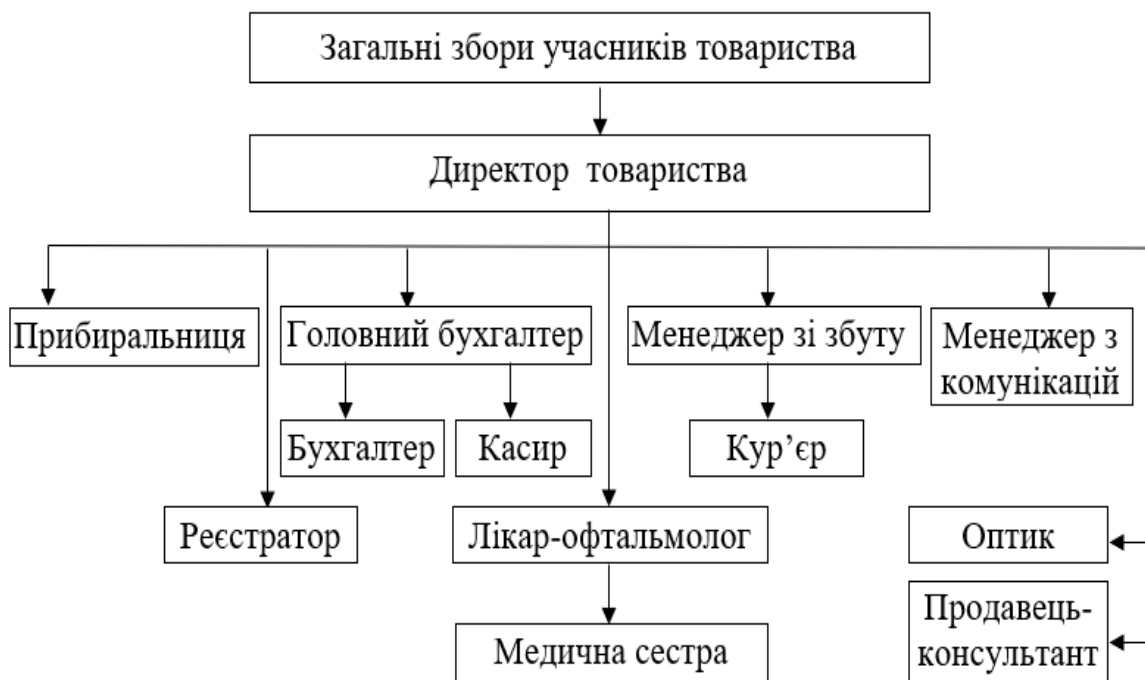 Загальні збори учасників товариства
Директор товариства
Прибиральниця
Головний бухгалтер
Менеджер зі збуту
Менеджер з
комунікацій
Бухгалтер
Касир
Кур’єр
Реєстратор
Лікар-офтальмолог
Оптик
Медична сестра
Продавець-
консультант